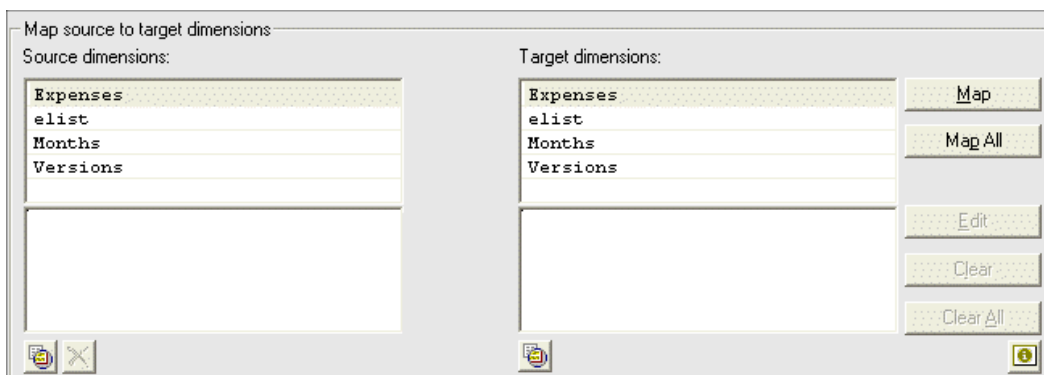 Map source to target dimensions
Source dimensions:
Target dimensions:
Expenses
elist
Months
Versions
Expenses
elist
Months
Versions
Map
Map All
Edit
Clear
Clear All